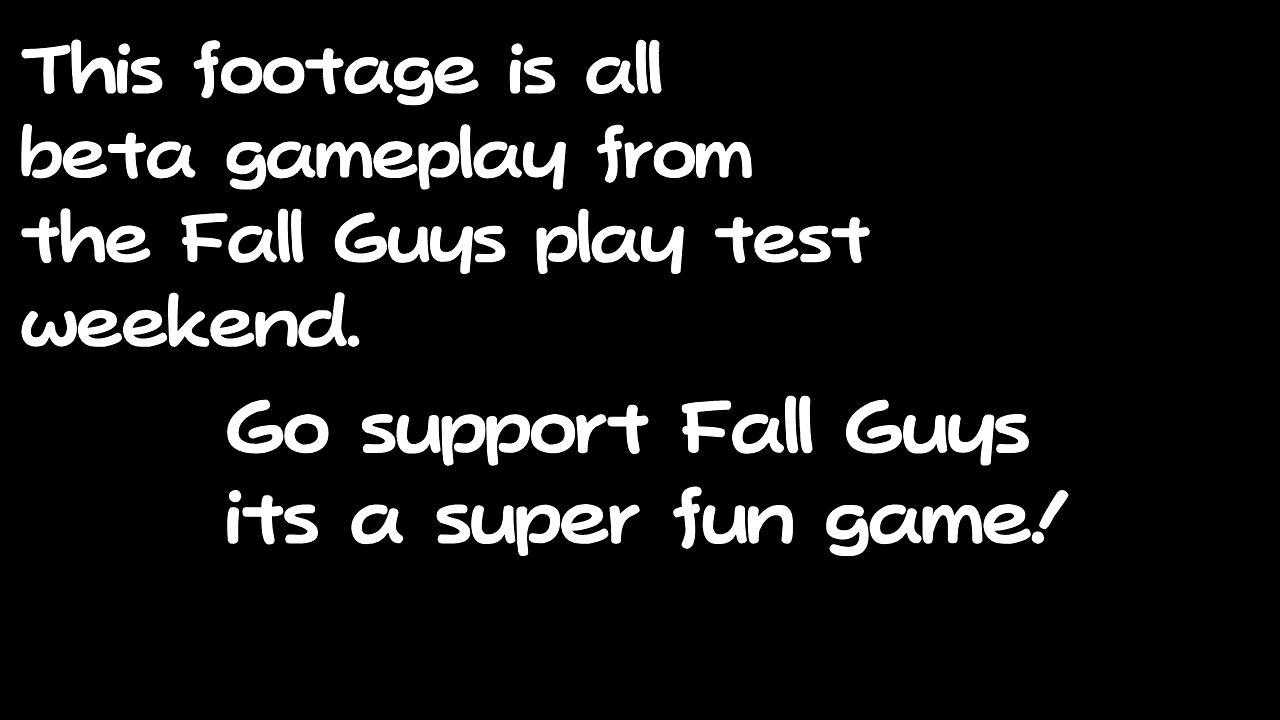 This footage is all
beta gameplay from
the Fall Guys play test
weekend.
Go support Fall Guys
its a super fun game!